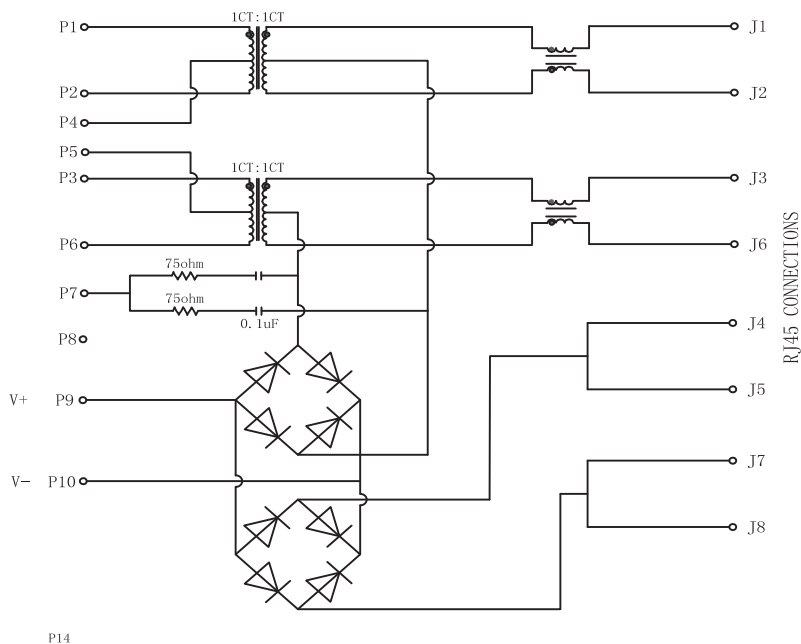 1CT:1CT
P1
J1
P2
J2
P4
P5
1CT:1CT
P3
J3
P6
J6
75ohm
P7
75ohm
0.1uF
P8
J4
J5
RJ45 CONNECTIONS
V+ P9
J7
V- P10
J8
P14